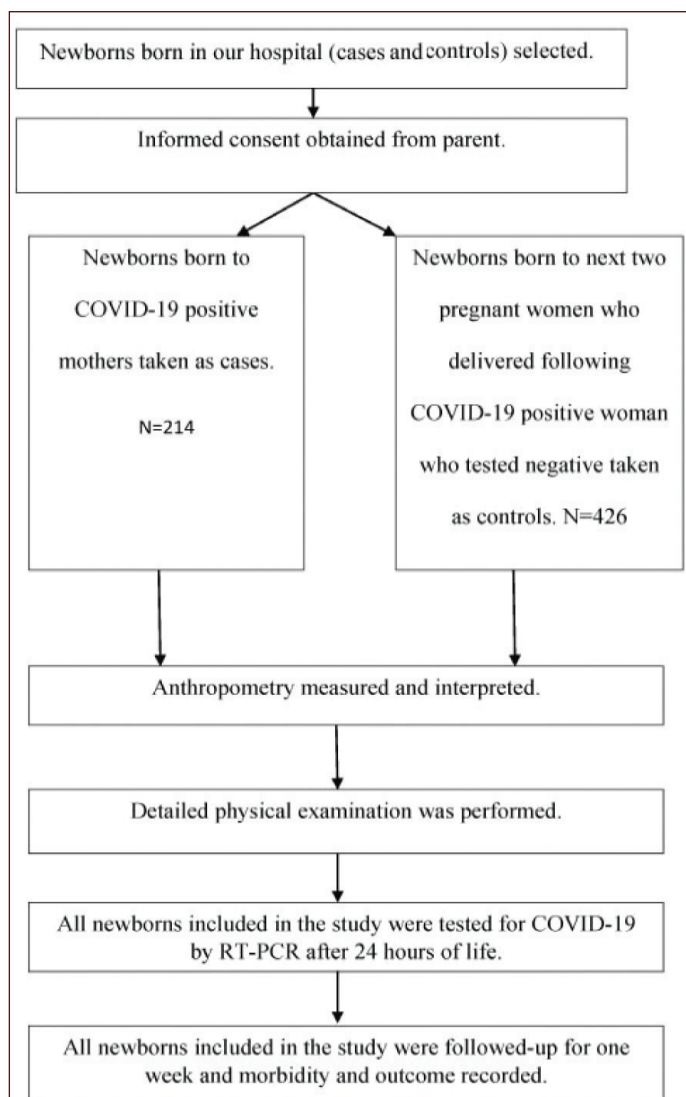 Newborns born in our hospital (cases and controls) selected.
Informed consent obtained from parent.
Newborns born to
COVID-19 positive
mothers taken as cases.
N=214
Newborns born to next two
pregnant women who
delivered following
COVID-19 positive woman
who tested negative taken
as controls. N=426
Anthropometry measured and interpreted.
Detailed physical examination was performed.
All newborns included in the study were tested for COVID-19
by RT-PCR after 24 hours of life.
All newborns included in the study were followed-up for one
week and morbidity and outcome recorded.